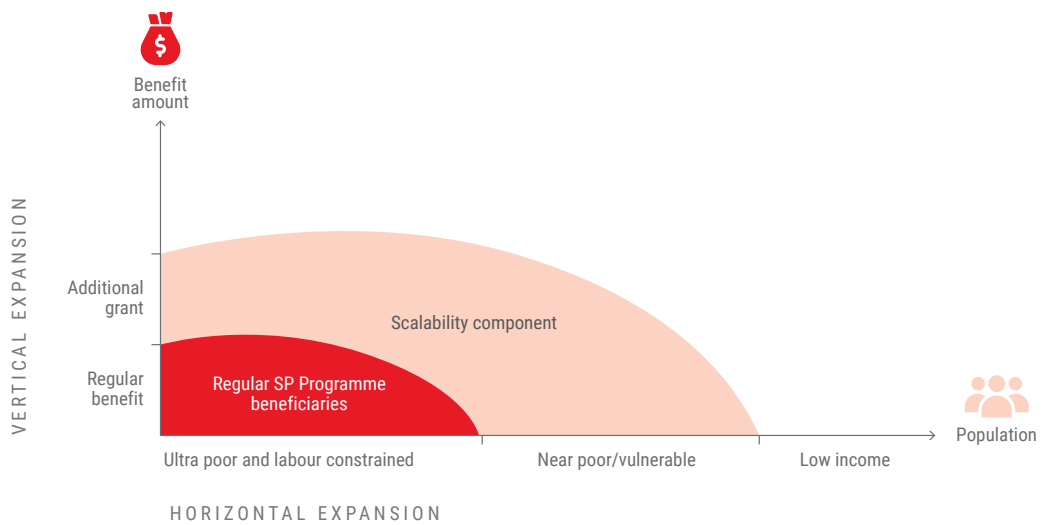 $
Benefit
amount
VERTICAL EXPANSION
Additional
grant
Scalability component
Regular
benefit
Regular SP Programme
beneficiaries
Population
Ultra poor and labour constrained
Near poor/vulnerable
Low income
HORIZONTAL EXPANSION